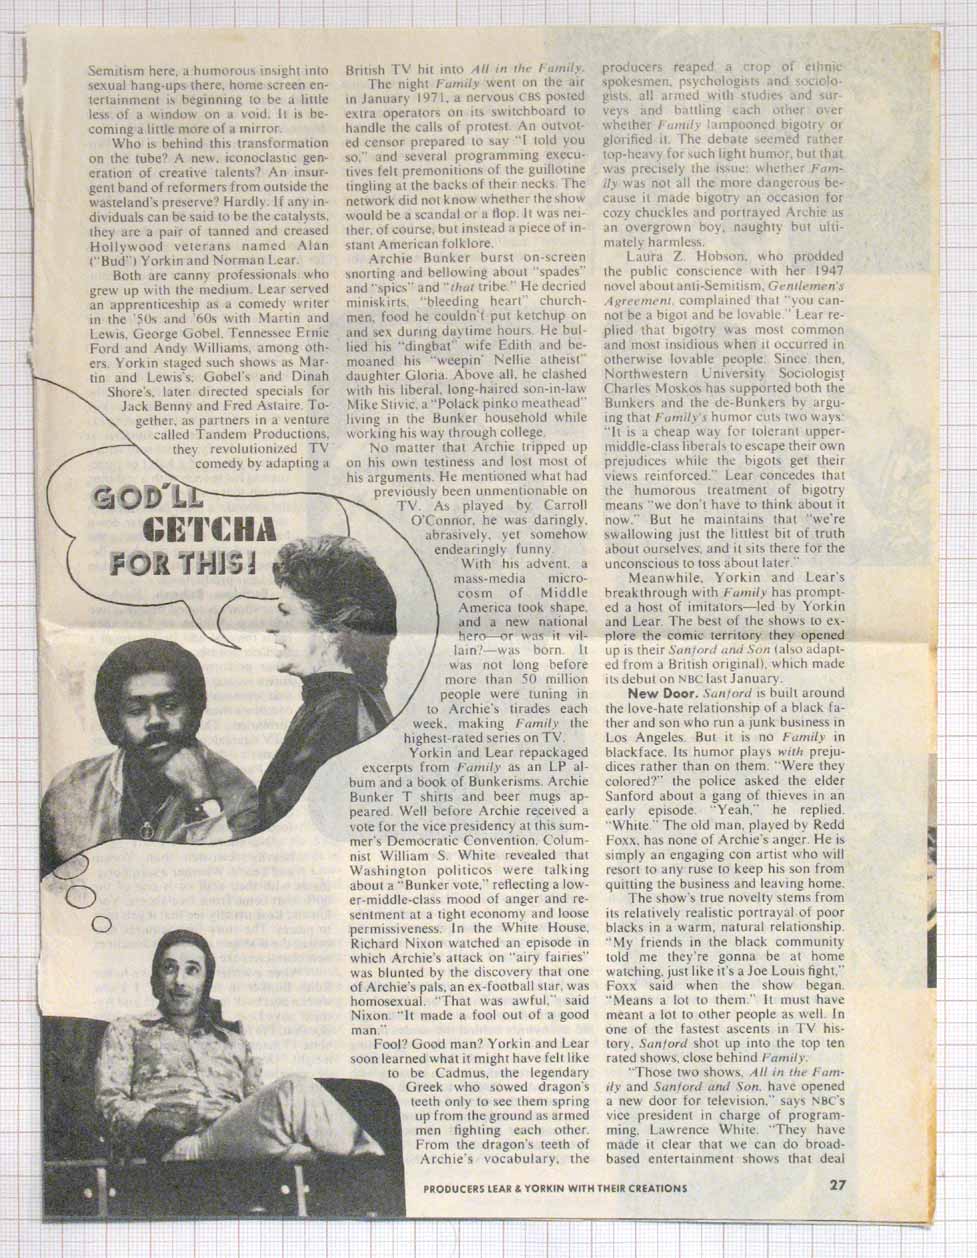 Semitism here, a humorous insight into
sexual hang-ups there, home screen en-
tertainment is beginning to be a little
less of a window on a void. It is be-
coming a little more of a mirror.
Who is behind this transformation
on the tube? A new, iconoclastic gen-
eration of creative talents? An insur-
gent band of reformers from outside the
wasteland's preserve? Hardly. If any in-
dividuals can be said to be the catalysts,
they are a pair of tanned and creased
Hollywood veterans named Alan
("Bud") Yorkin and Norman Lear.
Both are canny professionals who
grew up with the medium. Lear served
an apprenticeship as a comedy writer
in the '50s and '60s with Martin and
Lewis, George Gobel, Tennessee Ernie
Ford and Andy Williams, among oth-
ers. Yorkin staged such shows as Mar-
tin and Lewis's, Gobel's and Dinah
Shore's, later directed specials for
Jack Benny and Fred Astaire. To-
gether, as partners in a venture
called Tandem Productions,
they revolutionized TV
comedy by adapting a
GOD'LL
GETCHA
FOR THIS!
British TV hit into All in the Family.
The night Family went on the air
in January 1971, a nervous CBS posted
extra operators on its switchboard to
handle the calls of protest. An outvot-
ed censor prepared to say "I told you
so," and several programming execu-
tives felt premonitions of the guillotine
tingling at the backs of their necks. The
network did not know whether the show
would be a scandal or a flop. It was nei-
ther, of course, but instead a piece of in-
stant American folklore.
Archie Bunker burst on-screen
snorting and bellowing about "spades"
and "spics" and "that tribe." He decried
miniskirts, "bleeding heart" church-
men, food he couldn't put ketchup on
and sex during daytime hours. He bul-
lied his "dingbat" wife Edith and be-
moaned his "weepin' Nellie atheist"
daughter Gloria. Above all, he clashed
with his liberal, long-haired son-in-law
Mike Stivic, a "Polack pinko meathead"
living in the Bunker household while
working his way through college.
No matter that Archie tripped up
on his own testiness and lost most of
his arguments. He mentioned what had
previously been unmentionable on
TV. As played by Carroll
O'Connor, he was daringly,
abrasively, yet somehow
endearingly funny.
With his advent, a
mass-media micro-
cosm of Middle
America took shape,
and a new national
hero—or was it vil-
lain?—was born. It
was not long before
more than 50 million
people were tuning in
to Archie's tirades each
week, making Family the
highest-rated series on TV.
Yorkin and Lear repackaged
excerpts from Family as an LP al-
bum and a book of Bunkerisms. Archie
Bunker T shirts and beer mugs ap-
peared. Well before Archie received a
vote for the vice presidency at this sum-
mer's Democratic Convention, Colum-
nist William S. White revealed that
Washington politicos were talking
about a "Bunker vote," reflecting a low-
er-middle-class mood of anger and re-
sentment at a tight economy and loose
permissiveness. In the White House,
Richard Nixon watched an episode in
which Archie's attack on "airy fairies"
was blunted by the discovery that one
of Archie's pals, an ex-football star, was
homosexual. "That was awful," said
Nixon. "It made a fool out of a good
man."
Fool? Good man? Yorkin and Lear
soon learned what it might have felt like
to be Cadmus, the legendary
Greek who sowed dragon's
teeth only to see them spring
up from the ground as armed
men fighting each other.
From the dragon's teeth of
Archie's vocabulary, the
producers reaped a crop of ethnic
spokesmen, psychologists and sociolo-
gists, all armed with studies and sur-
veys and battling each other over
whether Family lampooned bigotry or
glorified it. The debate seemed rather
top-heavy for such light humor, but that
was precisely the issue: whether Fam-
ily was not all the more dangerous be-
cause it made bigotry an occasion for
cozy chuckles and portrayed Archie as
an overgrown boy, naughty but ulti-
mately harmless.
Laura Z. Hobson, who prodded
the public conscience with her 1947
novel about anti-Semitism, Gentlemen's
Agreement, complained that "you can-
not be a bigot and be lovable." Lear re-
plied that bigotry was most common
and most insidious when it occurred in
otherwise lovable people. Since then,
Northwestern University Sociologist
Charles Moskos has supported both the
Bunkers and the de-Bunkers by argu-
ing that Family's humor cuts two ways:
"It is a cheap way for tolerant upper-
middle-class liberals to escape their own
prejudices while the bigots get their
views reinforced." Lear concedes that
the humorous treatment of bigotry
means "we don't have to think about it
now." But he maintains that "we're
swallowing just the littlest bit of truth
about ourselves, and it sits there for the
unconscious to toss about later."
Meanwhile, Yorkin and Lear's
breakthrough with Family has prompt-
ed a host of imitators—led by Yorkin
and Lear. The best of the shows to ex-
plore the comic territory they opened
up is their Sanford and Son (also adapt-
ed from a British original), which made
its debut on NBC last January.
New Door. Sanford is built around
the love-hate relationship of a black fa-
ther and son who run a junk business in
Los Angeles. But it is no Family in
blackface. Its humor plays with preju-
dices rather than on them. "Were they
colored?" the police asked the elder
Sanford about a gang of thieves in an
early episode. "Yeah," he replied.
"White." The old man, played by Redd
Foxx, has none of Archie's anger. He is
simply an engaging con artist who will
resort to any ruse to keep his son from
quitting the business and leaving home.
The show's true novelty stems from
its relatively realistic portrayal of poor
blacks in a warm, natural relationship.
"My friends in the black community
told me they're gonna be at home
watching, just like it's a Joe Louis fight,"
Foxx said when the show began.
"Means a lot to them." It must have
meant a lot to other people as well. In
one of the fastest ascents in TV his-
tory, Sanford shot up into the top ten
rated shows, close behind Family.
"Those two shows, All in the Fam-
ily and Sanford and Son, have opened
a new door for television," says NBC's
vice president in charge of program-
ming, Lawrence White. "They have
made it clear that we can do broad-
based entertainment shows that deal
PRODUCERS LEAR & YORKIN WITH THEIR CREATIONS
27